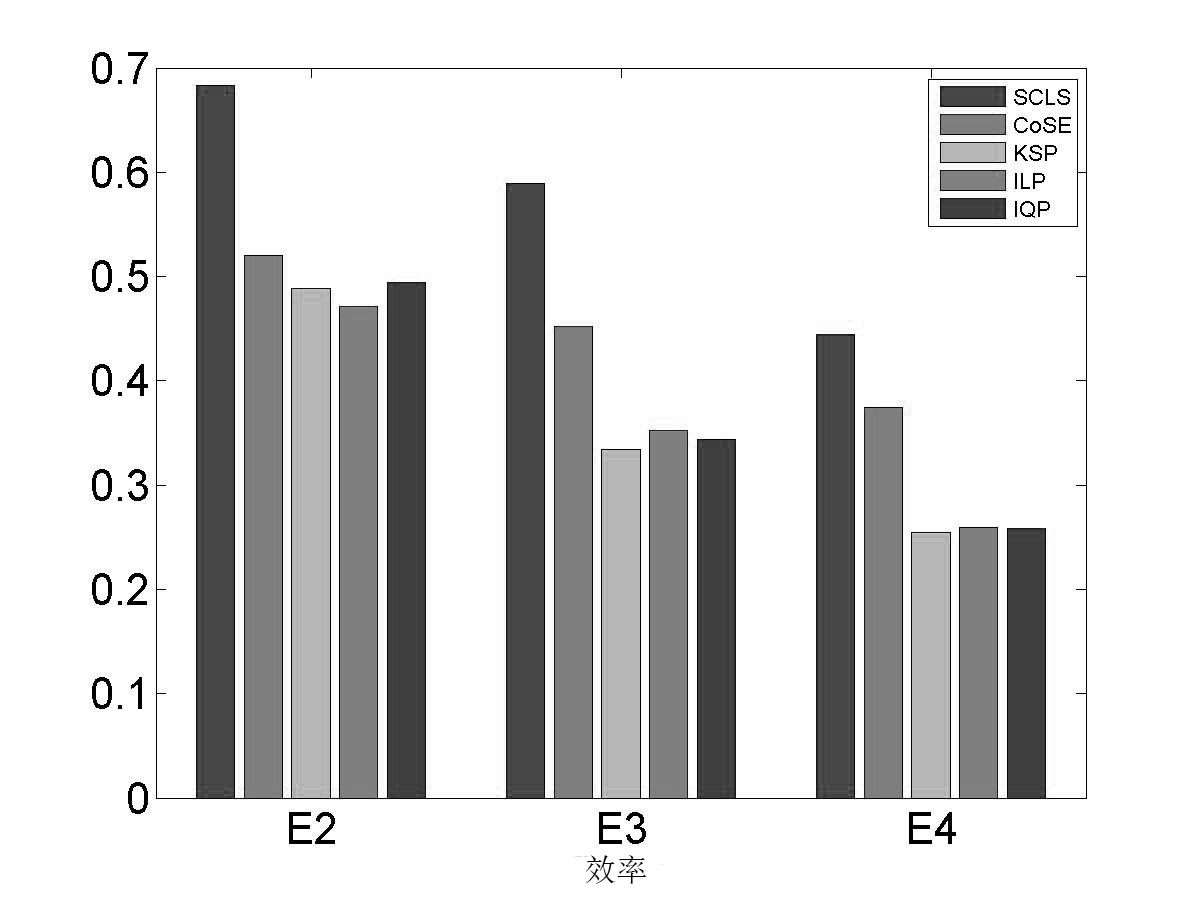 0.7
0.6
0.5
0.4
0.3
0.2
0.1
0
SCLS
CoSE
KSP
ILP
IQP
E2 E3 E4
效率